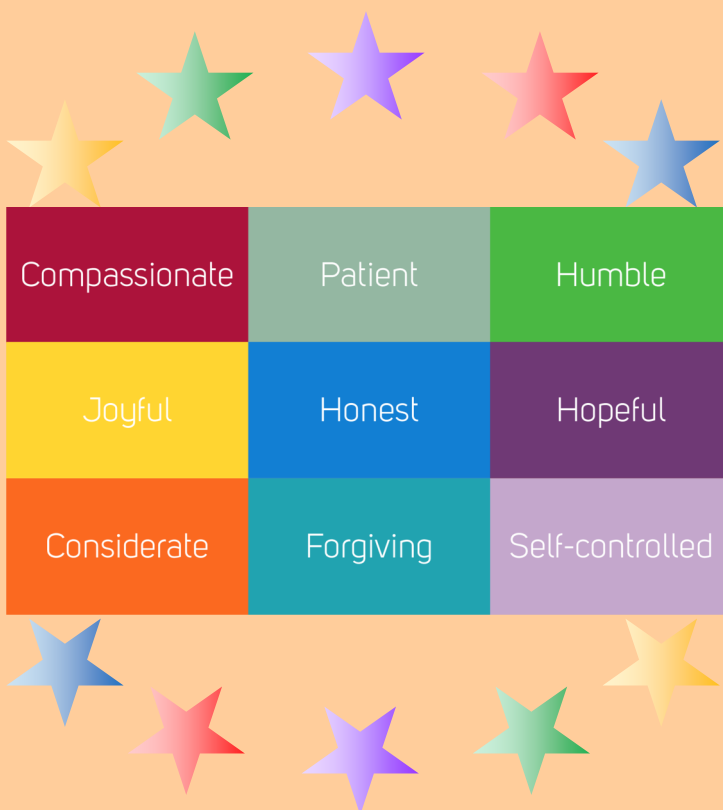 Compassionate
Patient
Humble
Joyful
Honest
Hopeful
Considerate
Forgiving
Self-controlled